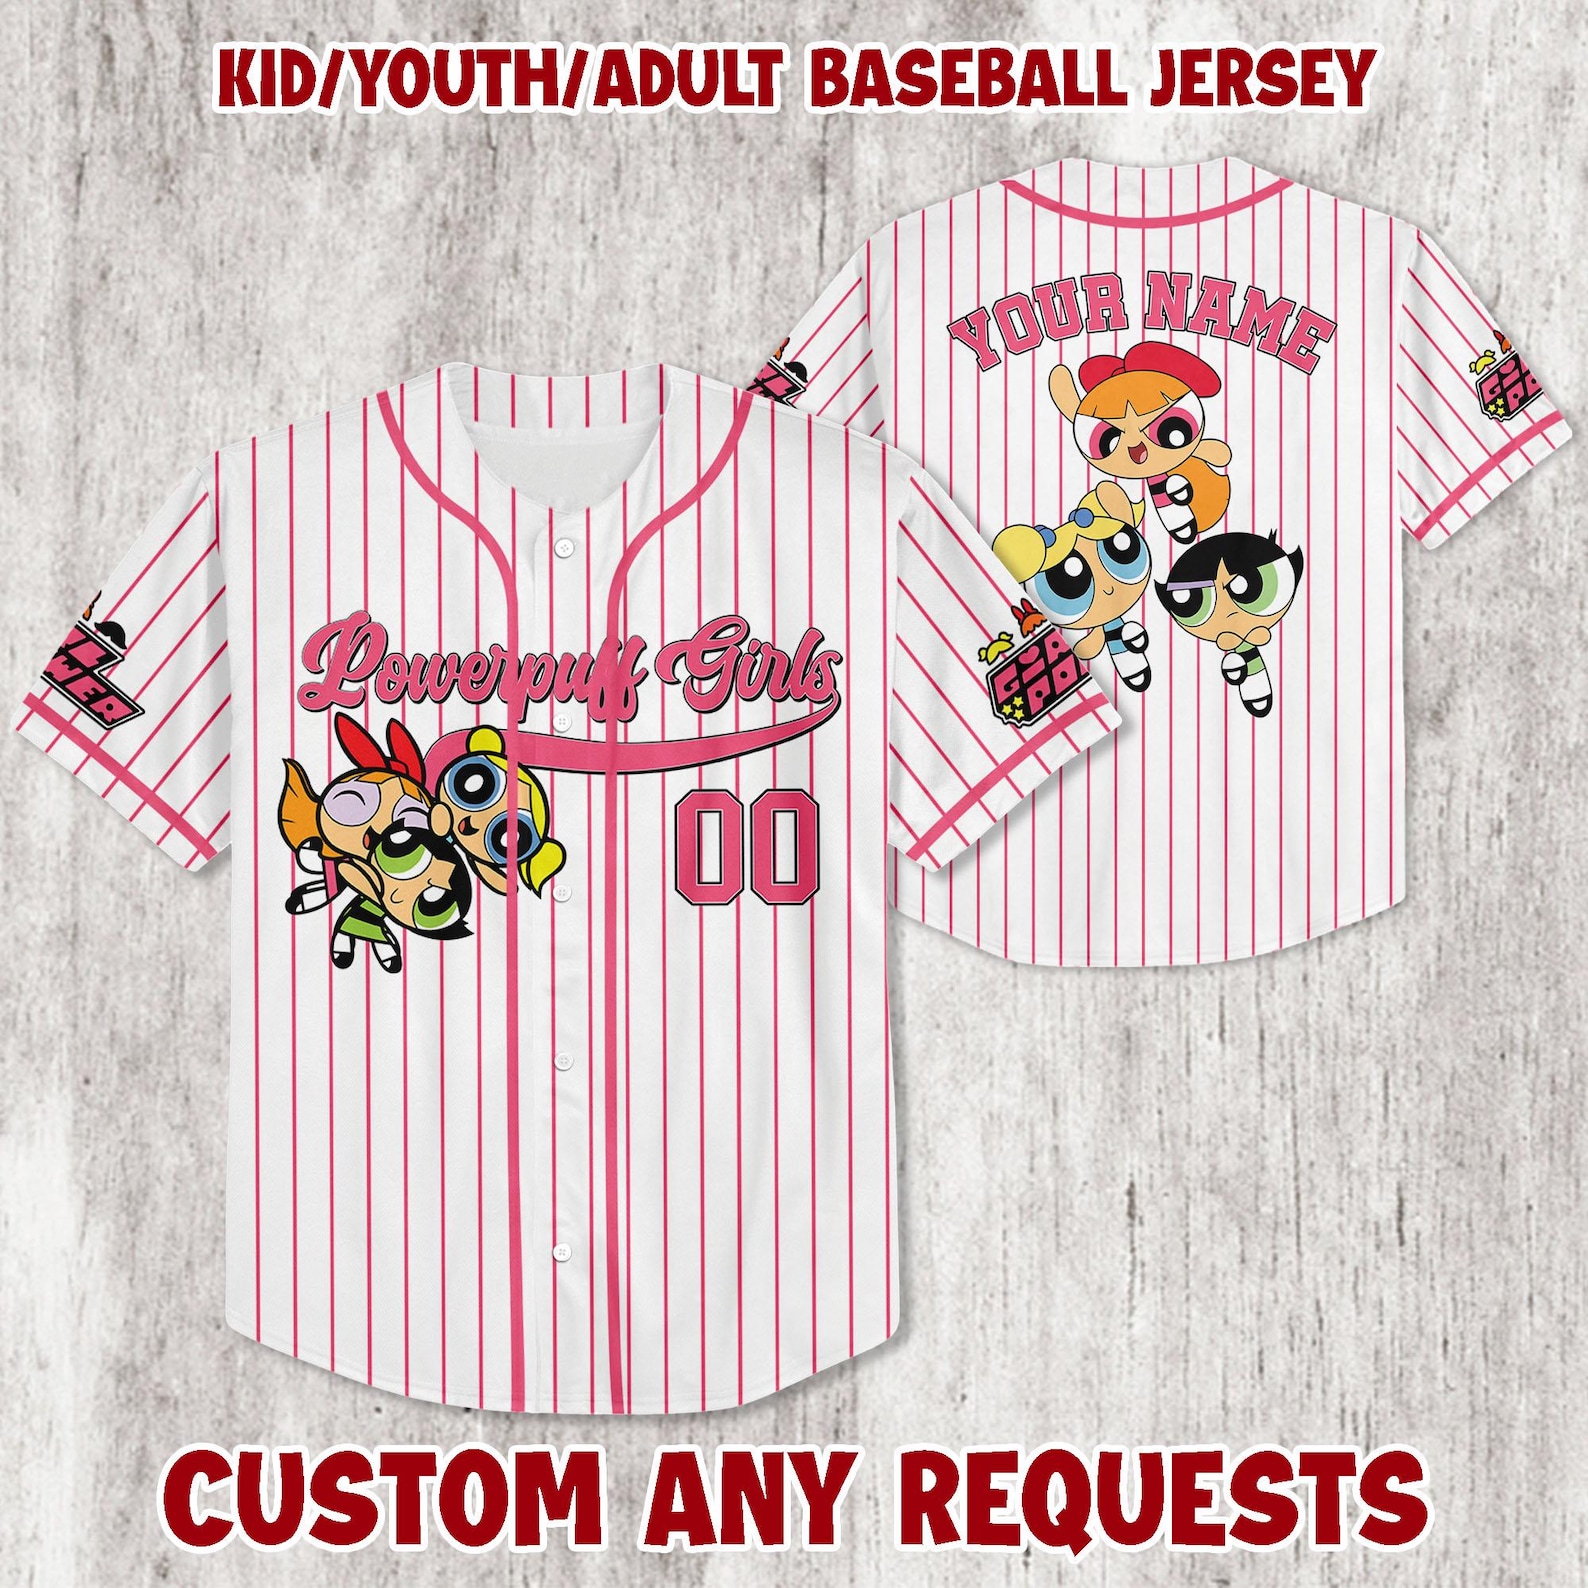 KID/YOUTH/ADULT BASEBALL JERSEY
YOUR NAME
Powerpuff Girls
00
CUSTOM ANY REQUESTS